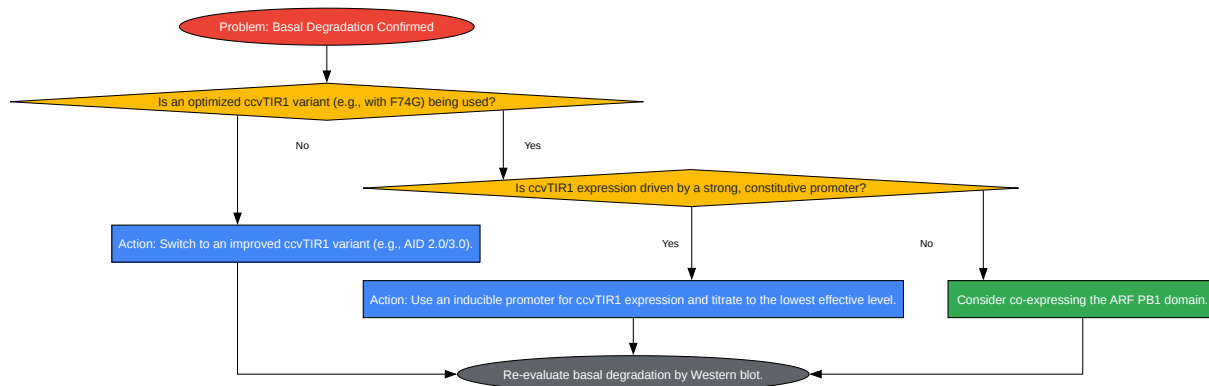 Problem: Basal Degradation Confirmed
Is an optimized ccvTIR1 variant (e.g., with F74G) being used?
No
Yes
Is ccvTIR1 expression driven by a strong, constitutive promoter?
Action: Switch to an improved ccvTIR1 variant (e.g., AID 2.0/3.0).
Yes
No
Action: Use an inducible promoter for ccvTIR1 expression and titrate to the lowest effective level.
Consider co-expressing the ARF PB1 domain.
Re-evaluate basal degradation by Western blot.